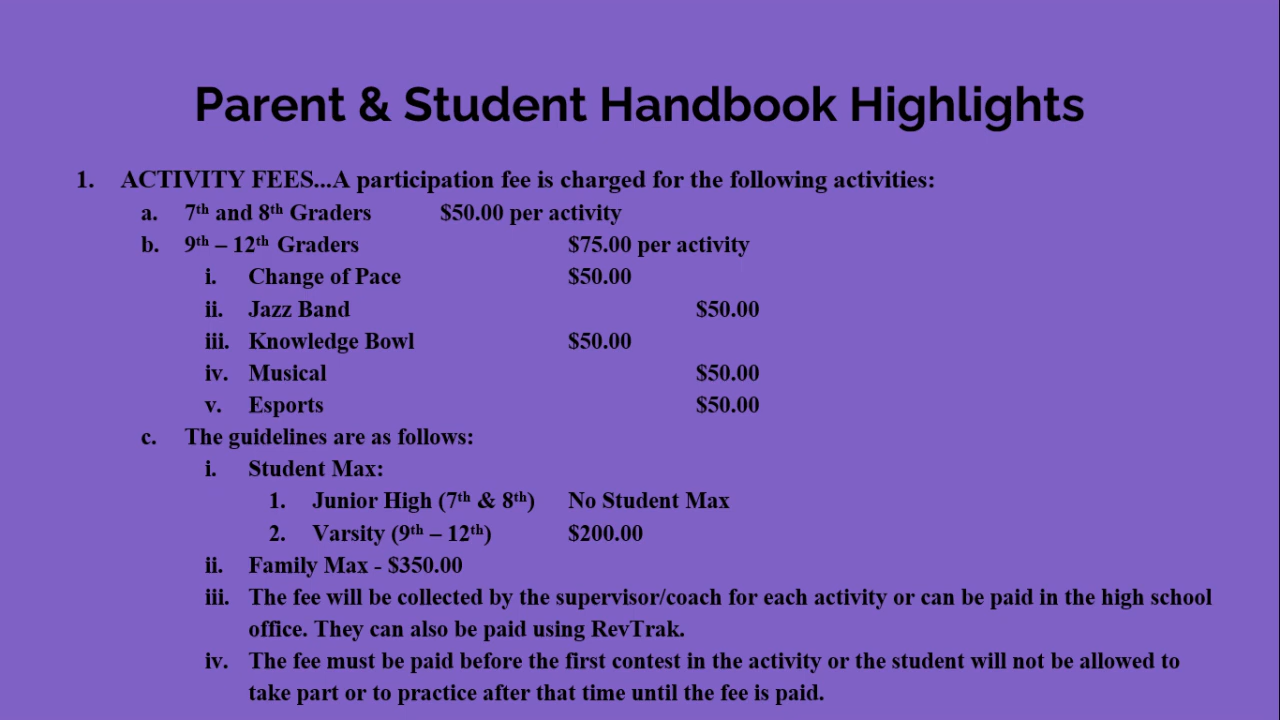 Parent & Student Handbook Highlights
1. ACTIVITY FEES...A participation fee is charged for the following activities:
a. 7th and 8th Graders $50.00 per activity
b. 9th – 12th Graders $75.00 per activity
i. Change of Pace $50.00
ii. Jazz Band $50.00
iii. Knowledge Bowl $50.00
iv. Musical $50.00
v. Esports $50.00
c. The guidelines are as follows:
i. Student Max:
1. Junior High (7th & 8th) No Student Max
2. Varsity (9th – 12th) $200.00
ii. Family Max - $350.00
iii. The fee will be collected by the supervisor/coach for each activity or can be paid in the high school
office. They can also be paid using RevTrak.
iv. The fee must be paid before the first contest in the activity or the student will not be allowed to
take part or to practice after that time until the fee is paid.